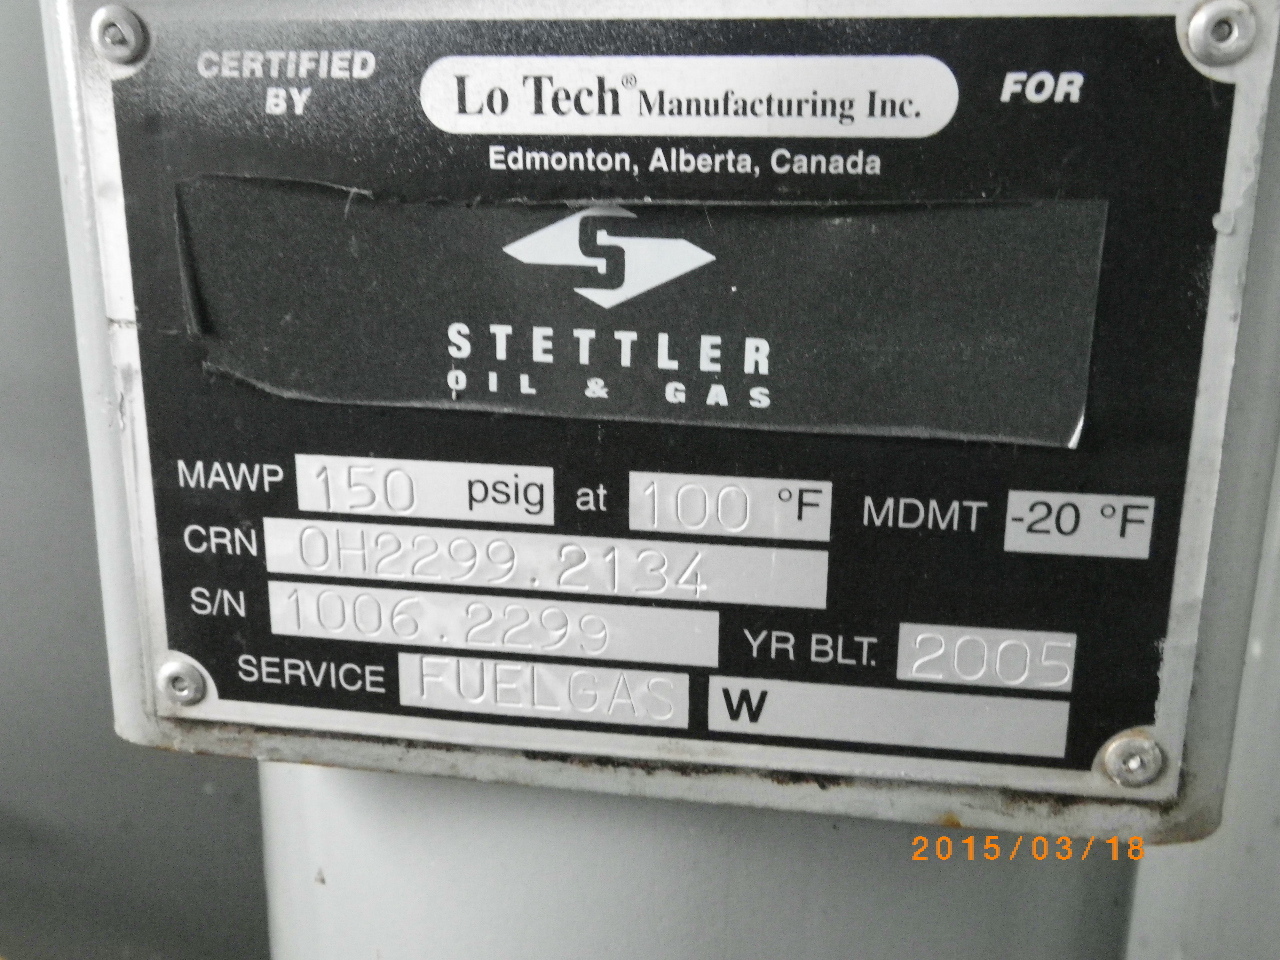 CERTIFIED BY
Lo Tech® Manufacturing Inc.
FOR
Edmonton, Alberta, Canada
S
STETTLER
OIL & GAS
MAWP 150 psig at 100 °F MDMT -20 °F
CRN 0H2299.2134
S/N 1006.2299 YR BLT. 2005
SERVICE FUELGAS W
2015/03/18